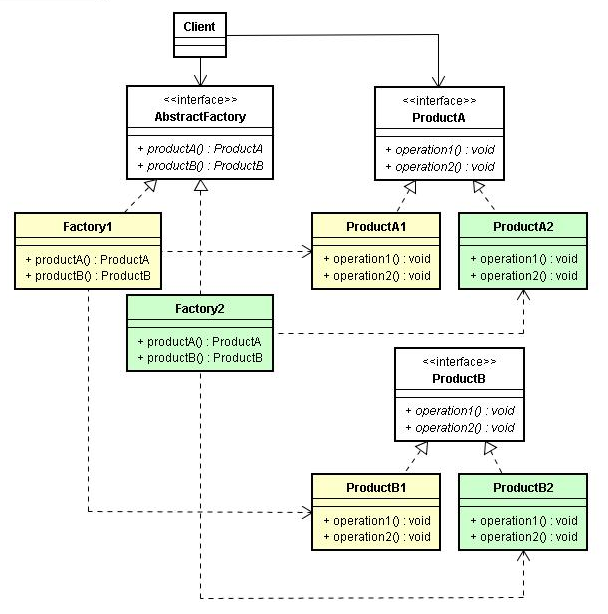 Client
<<interface>>
AbstractFactory
+ productA() : ProductA
+ productB() : ProductB
<<interface>>
ProductA
+ operation1() : void
+ operation2() : void
Factory1
+ productA() : ProductA
+ productB() : ProductB
ProductA1
+ operation1() : void
+ operation2() : void
ProductA2
+ operation1() : void
+ operation2() : void
Factory2
+ productA() : ProductA
+ productB() : ProductB
<<interface>>
ProductB
+ operation1() : void
+ operation2() : void
ProductB1
+ operation1() : void
+ operation2() : void
ProductB2
+ operation1() : void
+ operation2() : void